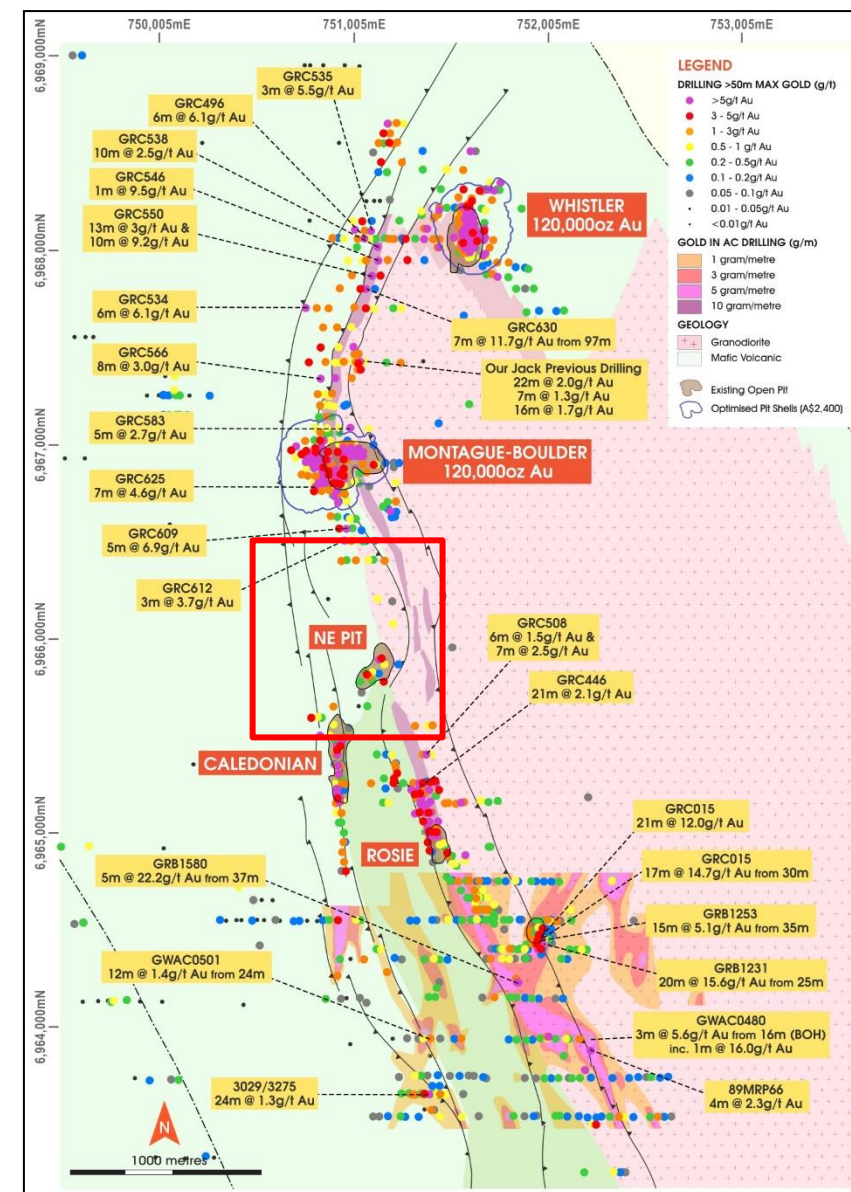 750,005mE
751,005mE
752,005mE
753,005mE
6,969,000mN
6,968,000mN
6,967,000mN
6,966,000mN
6,965,000mN
6,964,000mN
GRC535
3m @ 5.5g/t Au
GRC496
6m @ 6.1g/t Au
GRC538
10m @ 2.5g/t Au
GRC546
1m @ 9.5g/t Au
GRC550
13m @ 3g/t Au &
10m @ 9.2g/t Au
GRC534
6m @ 6.1g/t Au
GRC566
8m @ 3.0g/t Au
GRC583
5m @ 2.7g/t Au
GRC625
7m @ 4.6g/t Au
GRC609
5m @ 6.9g/t Au
GRC612
3m @ 3.7g/t Au
WHISTLER
120,000oz Au
GRC630
7m @ 11.7g/t Au from 97m
Our Jack Previous Drilling
22m @ 2.0g/t Au
7m @ 1.3g/t Au
16m @ 1.7g/t Au
MONTAGUE-BOULDER
120,000oz Au
NE PIT
GRC508
6m @ 1.5g/t Au &
7m @ 2.5g/t Au
GRC446
21m @ 2.1g/t Au
CALEDONIAN
ROSIE
GRC015
21m @ 12.0g/t Au
GRC015
17m @ 14.7g/t Au from 30m
GRB1253
15m @ 5.1g/t Au from 35m
GRB1231
20m @ 15.6g/t Au from 25m
GWAC0480
3m @ 5.6g/t Au from 16m (BOH)
inc. 1m @ 16.0g/t Au
89MRP66
4m @ 2.3g/t Au
GRB1580
5m @ 22.2g/t Au from 37m
GWAC0501
12m @ 1.4g/t Au from 24m
3029/3275
24m @ 1.3g/t Au
N
1000 metres
LEGEND
DRILLING >50m MAX GOLD (g/t)
>5g/t Au
3 - 5g/t Au
1 - 3g/t Au
0.5 - 1 g/t Au
0.2 - 0.5g/t Au
0.1 - 0.2g/t Au
0.05 - 0.1g/t Au
0.01 - 0.05g/t Au
<0.01g/t Au
GOLD IN AC DRILLING (g/m)
1 gram/metre
3 gram/metre
5 gram/metre
10 gram/metre
GEOLOGY
Granodiorite
Mafic Volcanic
Existing Open Pit
Optimised Pit Shells (A$2,400)